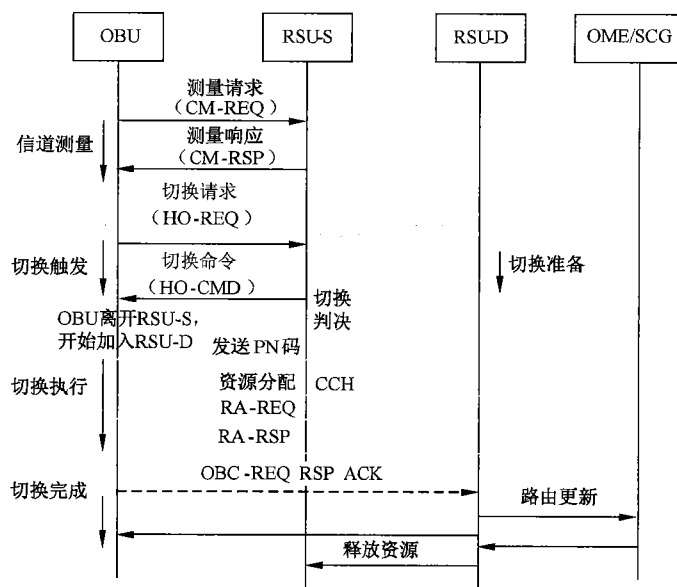 OBU RSU-S RSU-D OME/SCG
测量请求
（CM-REQ）
信道测量
测量响应
（CM-RSP）
切换请求
（HO-REQ）
切换触发
切换命令
（HO-CMD）
切换准备
切换
判决
OBU离开RSU-S，
开始加入RSU-D
发送PN码
切换执行
资源分配 CCH
RA-REQ
RA-RSP
OBC-REQ RSP ACK
切换完成
路由更新
释放资源